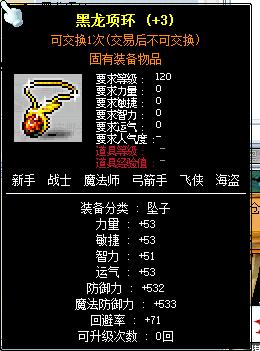 黑龙项环 (+3)
可交换1次(交易后不可交换)
固有装备物品
要求等级 : 120
要求力量 : 0
要求敏捷 : 0
要求智力 : 0
要求运气 : 0
要求人气度 : -
道具等级 : -
道具经验值 : -
新手 战士 魔法师 弓箭手 飞侠 海盗
装备分类 : 坠子
力量 : +53
敏捷 : +53
智力 : +51
运气 : +53
防御力 : +532
魔法防御力 : +533
回避率 : +71
可升级次数 : 0回